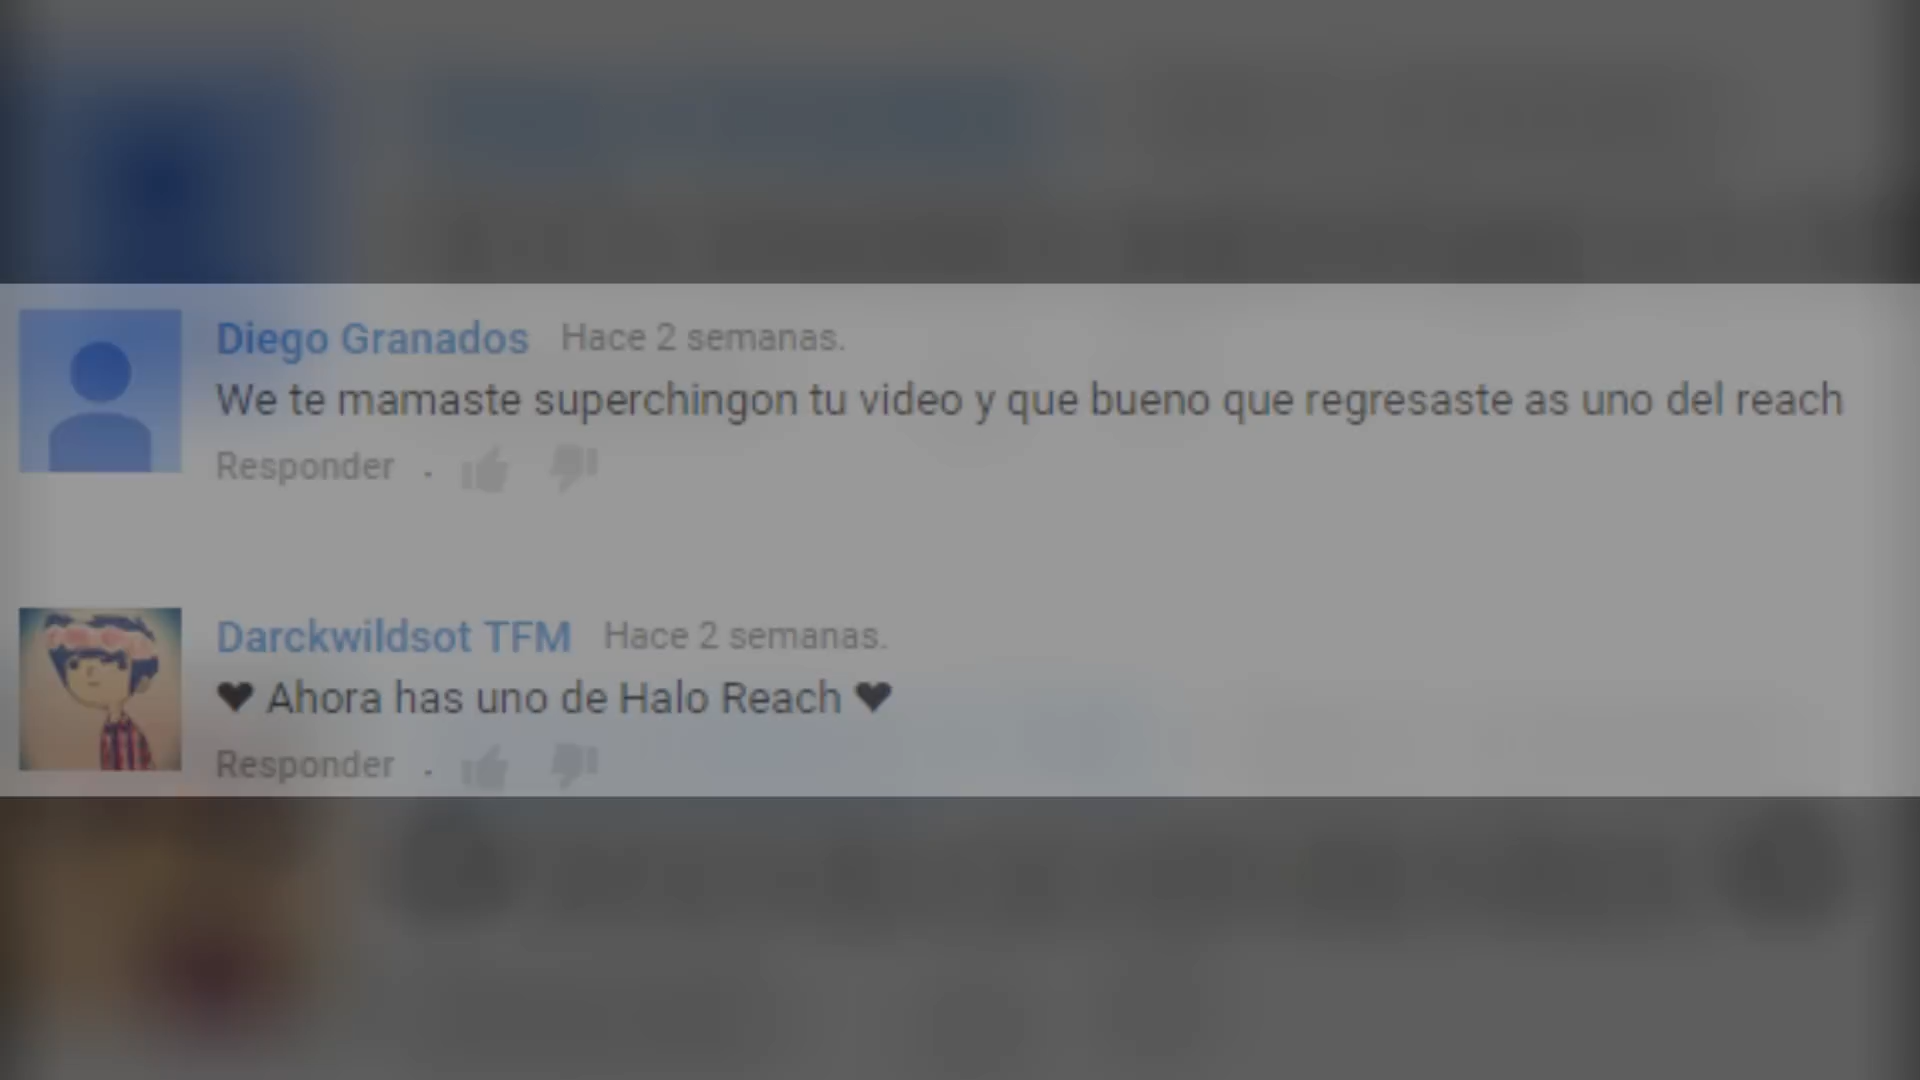 Diego Granados Hace 2 semanas.
We te mamaste superchingon tu video y que bueno que regresaste as uno del reach
Responder .
Darckwildsot TFM Hace 2 semanas.
❤ Ahora has uno de Halo Reach ❤
Responder .